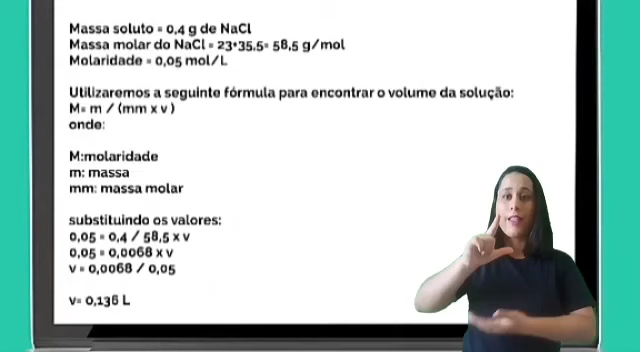 Massa soluto = 0,4 g de NaCl
Massa molar do NaCl = 23+35,5= 58,5 g/mol
Molaridade = 0,05 mol/L
Utilizaremos a seguinte fórmula para encontrar o volume da solução:
M= m / (mm x v )
onde:
M:molaridade
m: massa
mm: massa molar
substituindo os valores:
0,05 = 0,4 / 58,5 x v
0,05 = 0,0068 x v
v = 0,0068 / 0,05
v= 0,136 L